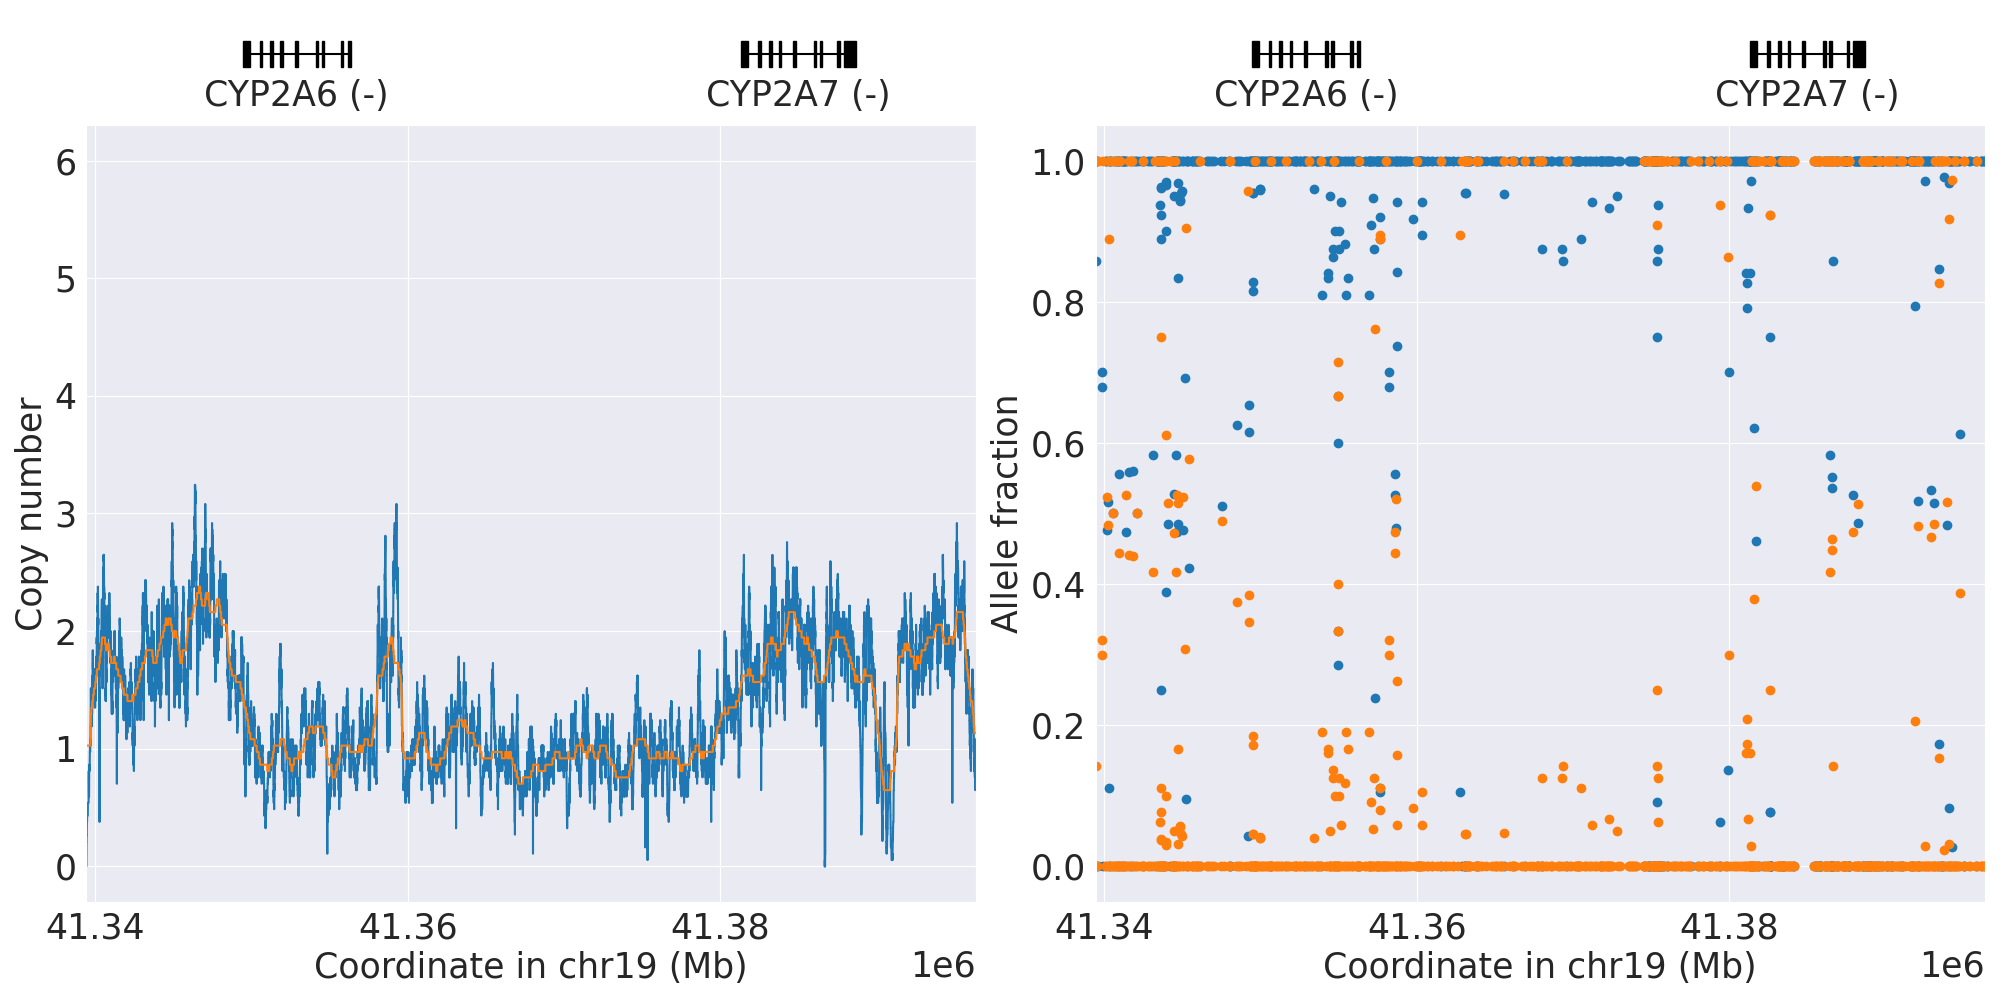 CYP2A6 (-)
CYP2A7 (-)
6
5
4
3
2
1
0
Copy number
41.34
41.36
41.38
Coordinate in chr19 (Mb)
1e6
CYP2A6 (-)
CYP2A7 (-)
1.0
0.8
0.6
0.4
0.2
0.0
Allele fraction
41.34
41.36
41.38
Coordinate in chr19 (Mb)
1e6